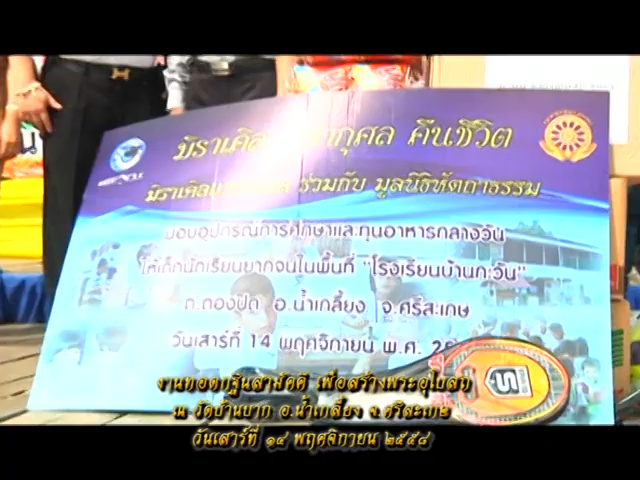 มิราเคิล กุศล คืนชีวิต
ร่วมกับ มูลนิธิหัตถาธรรม
มอบอุปกรณ์การศึกษาและทุนอาหารกลางวัน
ให้เด็กนักเรียนยากจนในพื้นที่ "โรงเรียนบ้านกะวัน"
ต.ตองปิด อ.น้ำเกลี้ยง จ.ศรีสะเกษ
วันเสาร์ที่ 14 พฤศจิกายน พ.ศ.
งานทอดกฐินสามัคคี เพื่อสร้างพระอุโบสถ
ณ วัดบ้านยาก อ.น้ำเกลี้ยง จ.ศรีสะเกษ
วันเสาร์ที่ ๑๔ พฤศจิกายน ๒๕๕๘